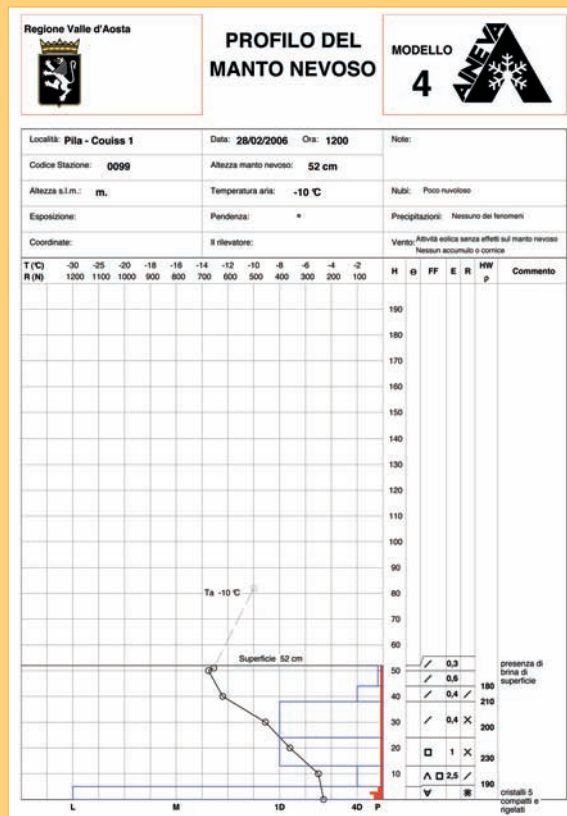 Regione Valle d'Aosta
PROFILO DEL
MANTO NEVOSO
MODELLO
4
AINEVA
Località: Pila - Couiss 1 Data: 28/02/2006 Ora: 1200 Note:
Codice Stazione: 0099 Altezza manto nevoso: 52 cm
Altezza s.l.m.: m. Temperatura aria: -10 °C Nubi: Poco nuvoloso
Esposizione: Pendenza: ° Precipitazioni: Nessuno dei fenomeni
Coordinate: Il rilevatore: Vento: Attività eolica senza effetti sul manto nevoso
Nessun accumulo o cornice
T (°C) -30 -25 -20 -18 -16 -14 -12 -10 -8 -6 -4 -2
R (N) 1200 1100 1000 900 800 700 600 500 400 300 200 100
H Θ FF E R HW ρ Commento
190
180
170
160
150
140
130
120
110
100
90
80
Ta -10 °C
70
60
Superficie 52 cm
50
/ 0,3
presenza di
brina di
superficie
/ 0,6
180
40 / 0,4 /
210
30 / 0,4 X
200
20 □ 1 X
230
10 Λ □ 2,5 /
190
cristalli 5
compatti e
rigelati
L M 1D 4D P